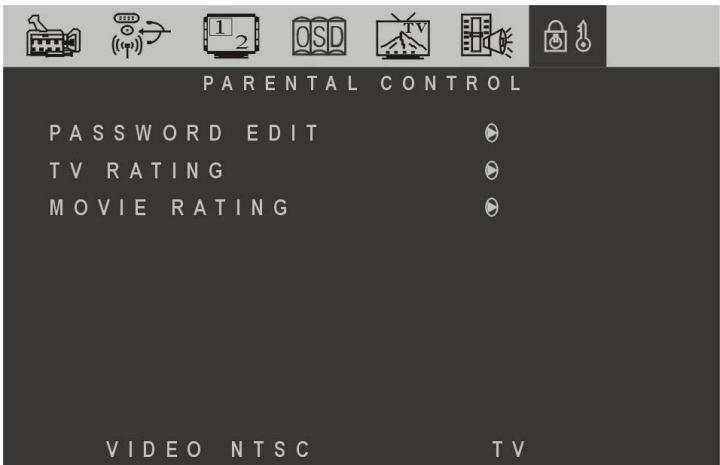 1 2 OSD TV
PARENTAL CONTROL
PASSWORD EDIT
TV RATING
MOVIE RATING
VIDEO NTSC TV